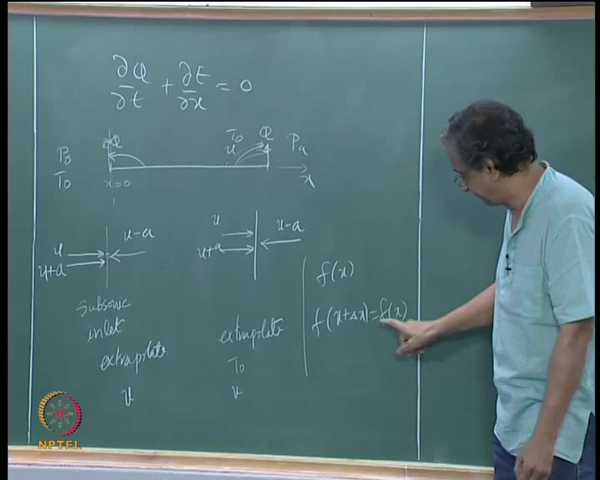 ∂Q/∂t + ∂E/∂x = 0
P₀
T₀
Q
x=0
T₀
u
Q
Pa
x
u
u+a
u-a
u
u+a
u-a
subsonic
inlet
extrapolate
u
extrapolate
T₀
u
f(x)
f(x+Δx)=f(x)
NPTEL